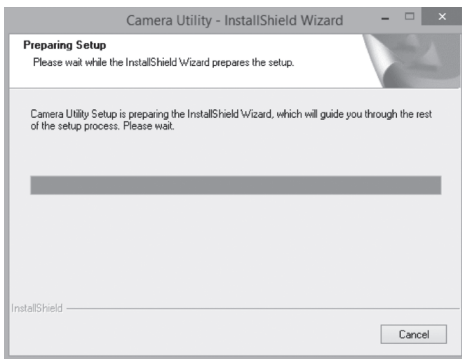 Camera Utility - InstallShield Wizard
Preparing Setup
Please wait while the InstallShield Wizard prepares the setup.
Camera Utility Setup is preparing the InstallShield Wizard, which will guide you through the rest
of the setup process. Please wait.
InstallShield
Cancel